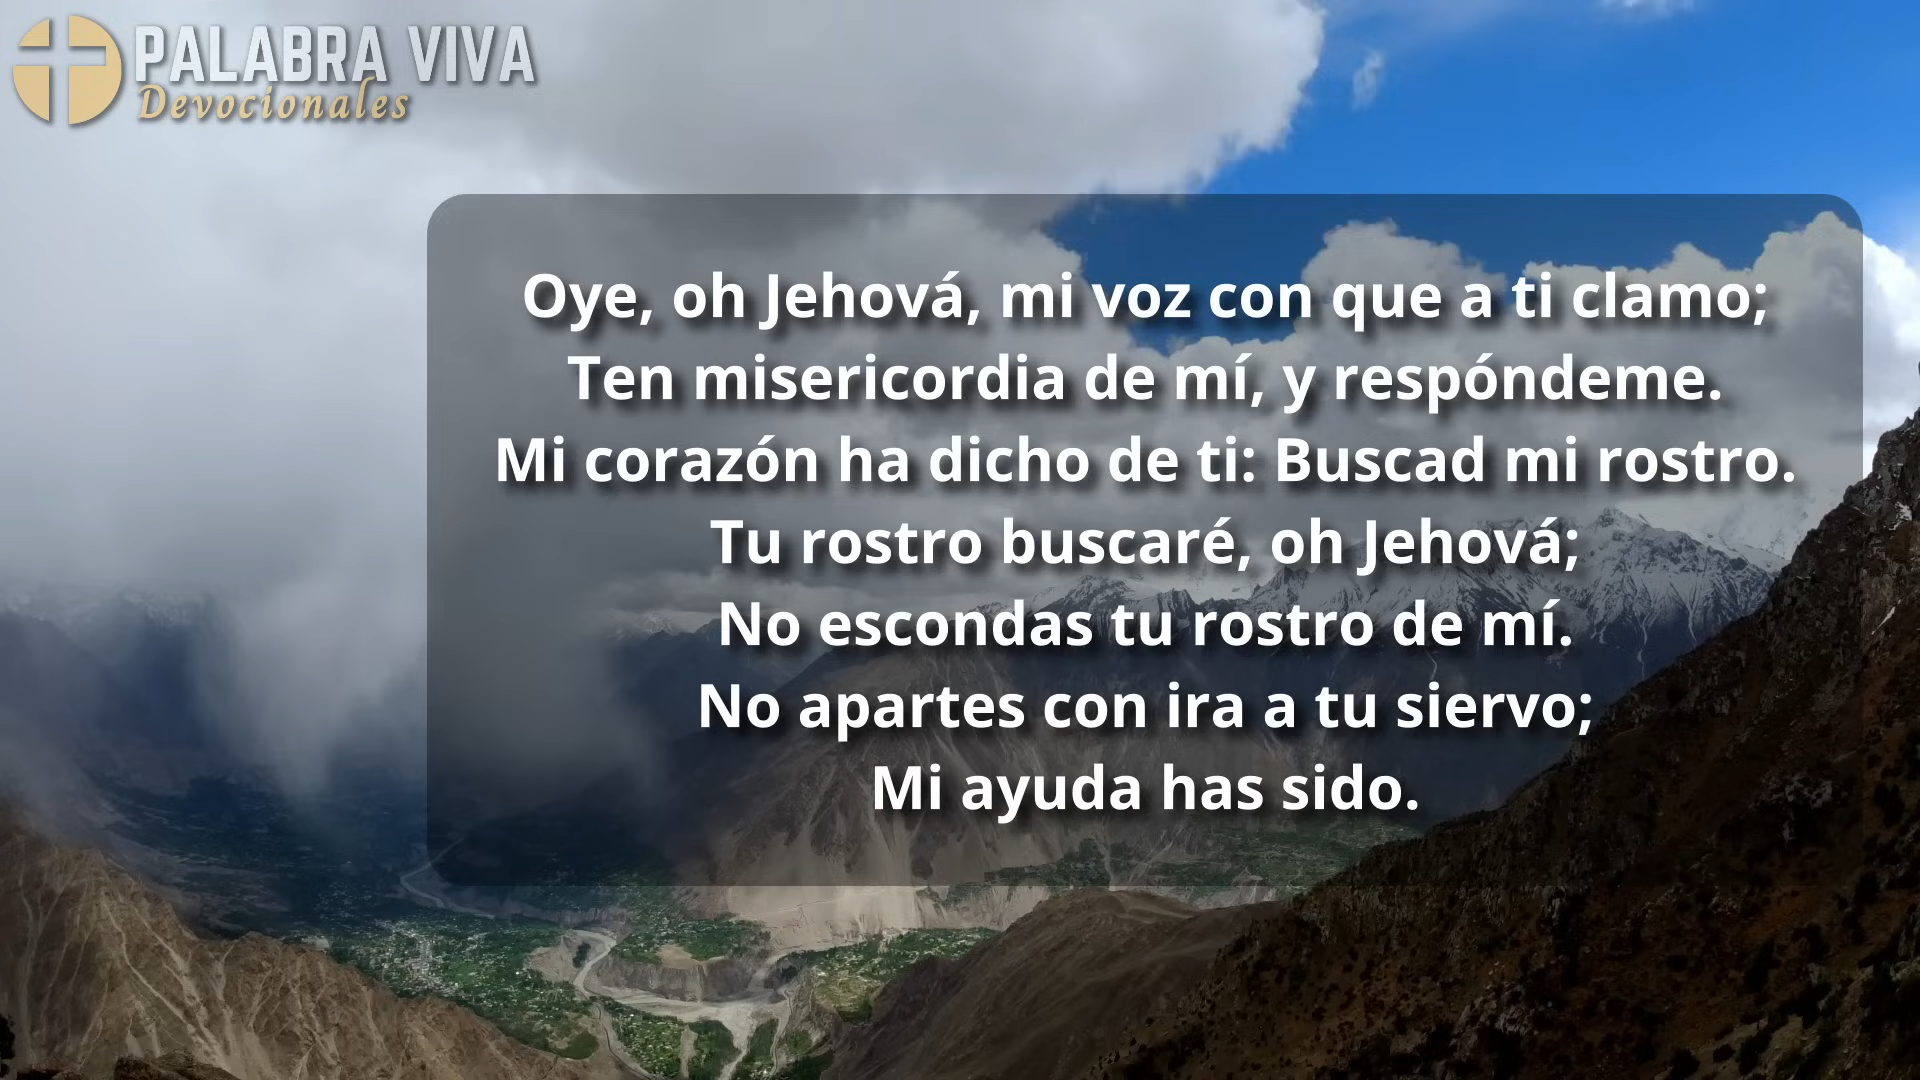 PALABRA VIVA
Devocionales
Oye, oh Jehová, mi voz con que a ti clamo;
Ten misericordia de mí, y respóndeme.
Mi corazón ha dicho de ti: Buscad mi rostro.
Tu rostro buscaré, oh Jehová;
No escondas tu rostro de mí.
No apartes con ira a tu siervo;
Mi ayuda has sido.